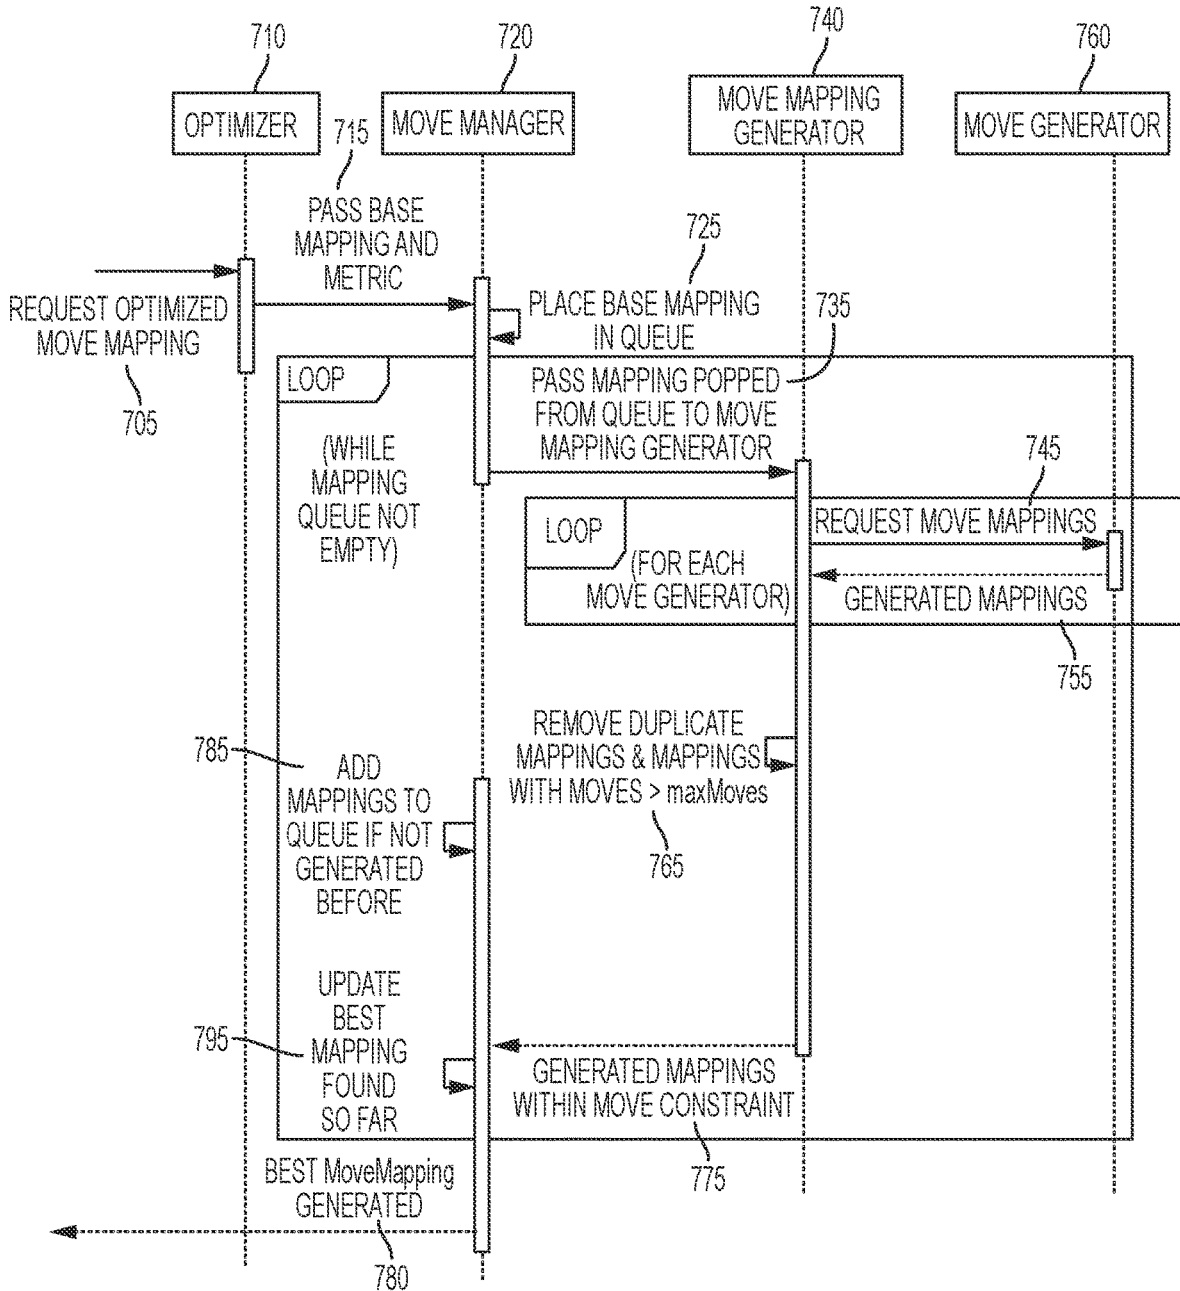 710
720
740
760
OPTIMIZER
MOVE MANAGER
MOVE MAPPING
GENERATOR
MOVE GENERATOR
715
PASS BASE
MAPPING AND
METRIC
725
PLACE BASE MAPPING
IN QUEUE
REQUEST OPTIMIZED
MOVE MAPPING
705
735
LOOP
(WHILE
MAPPING
QUEUE NOT
EMPTY)
PASS MAPPING POPPED
FROM QUEUE TO MOVE
MAPPING GENERATOR
745
LOOP
(FOR EACH
MOVE GENERATOR)
REQUEST MOVE MAPPINGS
GENERATED MAPPINGS
755
REMOVE DUPLICATE
MAPPINGS & MAPPINGS
WITH MOVES > maxMoves
765
785
ADD
MAPPINGS TO
QUEUE IF NOT
GENERATED
BEFORE
795
UPDATE
BEST
MAPPING
FOUND
SO FAR
GENERATED MAPPINGS
WITHIN MOVE CONSTRAINT
775
BEST MoveMapping
GENERATED
780